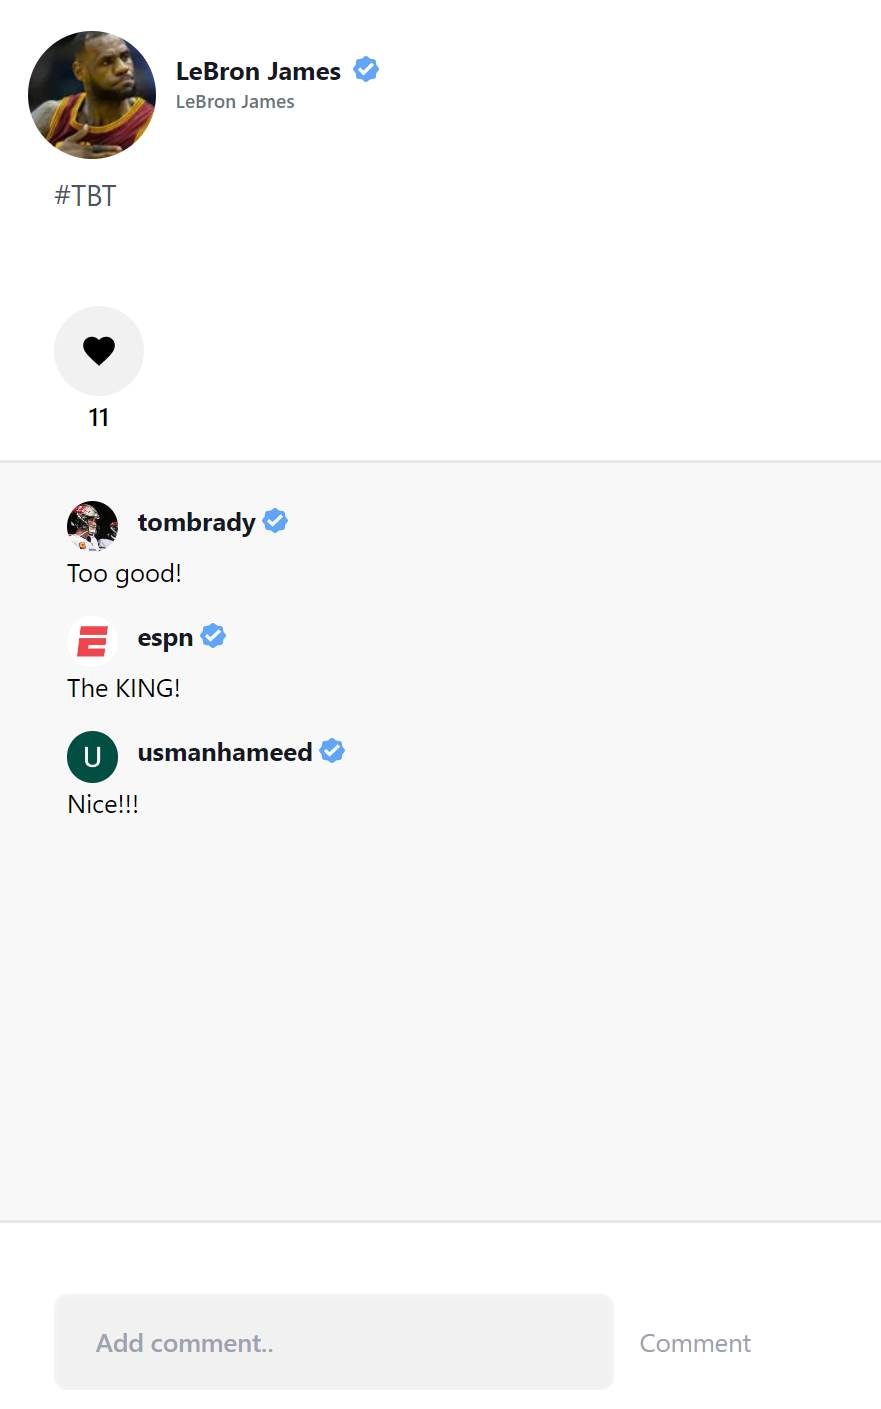 LeBron James
LeBron James
#TBT
11
tombrady
Too good!
espn
The KING!
U
usmanhameed
Nice!!!
Add comment..
Comment